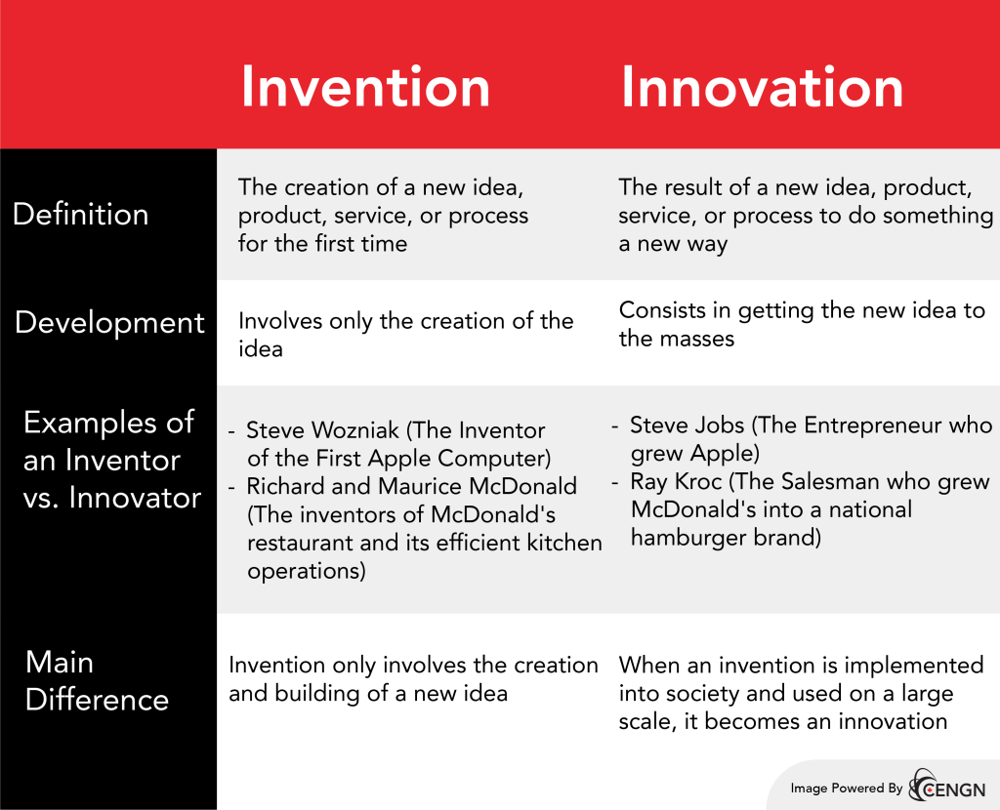 Invention
Innovation
Definition
The creation of a new idea,
product, service, or process
for the first time
The result of a new idea, product,
service, or process to do something
a new way
Development
Involves only the creation of the
idea
Consists in getting the new idea to
the masses
Examples of
an Inventor
vs. Innovator
- Steve Wozniak (The Inventor
of the First Apple Computer)
- Richard and Maurice McDonald
(The inventors of McDonald's
restaurant and its efficient kitchen
operations)
- Steve Jobs (The Entrepreneur who
grew Apple)
- Ray Kroc (The Salesman who grew
McDonald's into a national
hamburger brand)
Main
Difference
Invention only involves the creation
and building of a new idea
When an invention is implemented
into society and used on a large
scale, it becomes an innovation
Image Powered By CENGN